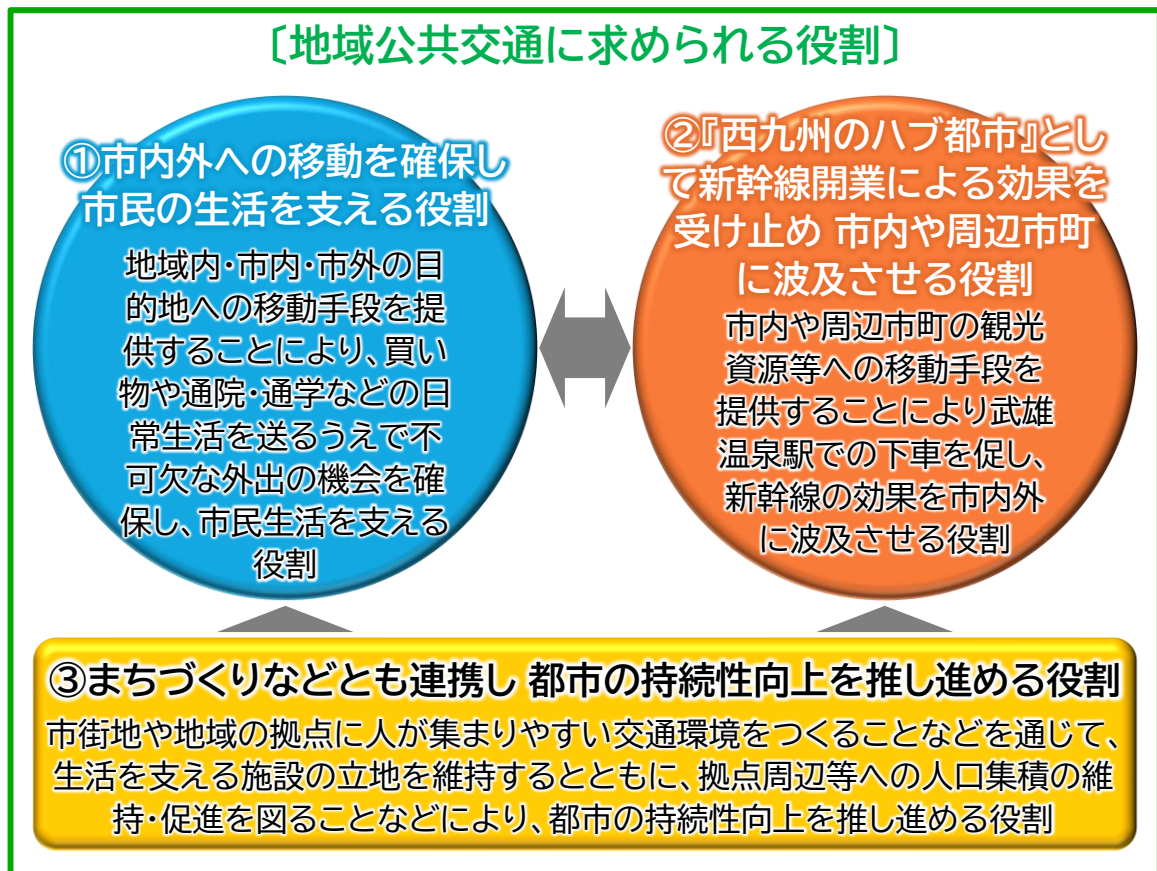 〔地域公共交通に求められる役割〕
①市内外への移動を確保し
市民の生活を支える役割
地域内・市内・市外の目
的地への移動手段を提
供することにより、買い
物や通院・通学などの日
常生活を送るうえで不
可欠な外出の機会を確
保し、市民生活を支える
役割
②『西九州のハブ都市』とし
て新幹線開業による効果を
受け止め 市内や周辺市町
に波及させる役割
市内や周辺市町の観光
資源等への移動手段を
提供することにより武雄
温泉駅での下車を促し、
新幹線の効果を市内外
に波及させる役割
③まちづくりなどとも連携し 都市の持続性向上を推し進める役割
市街地や地域の拠点に人が集まりやすい交通環境をつくることなどを通じて、
生活を支える施設の立地を維持するとともに、拠点周辺等への人口集積の維
持・促進を図ることなどにより、都市の持続性向上を推し進める役割